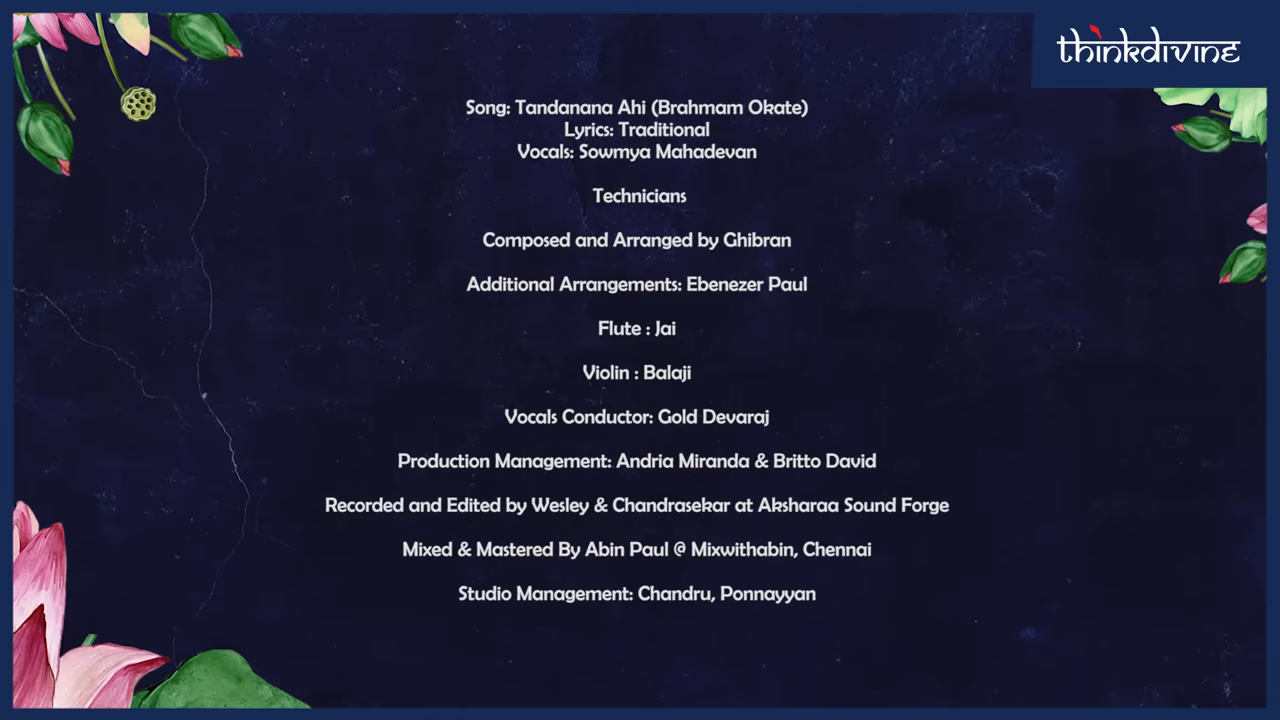 thinkdivine
Song: Tandanana Ahi (Brahmam Okate)
Lyrics: Traditional
Vocals: Sowmya Mahadevan
Technicians
Composed and Arranged by Ghibran
Additional Arrangements: Ebenezer Paul
Flute : Jai
Violin : Balaji
Vocals Conductor: Gold Devaraj
Production Management: Andria Miranda & Britto David
Recorded and Edited by Wesley & Chandrasekar at Aksharaa Sound Forge
Mixed & Mastered By Abin Paul @ Mixwithabin, Chennai
Studio Management: Chandru, Ponnayyan